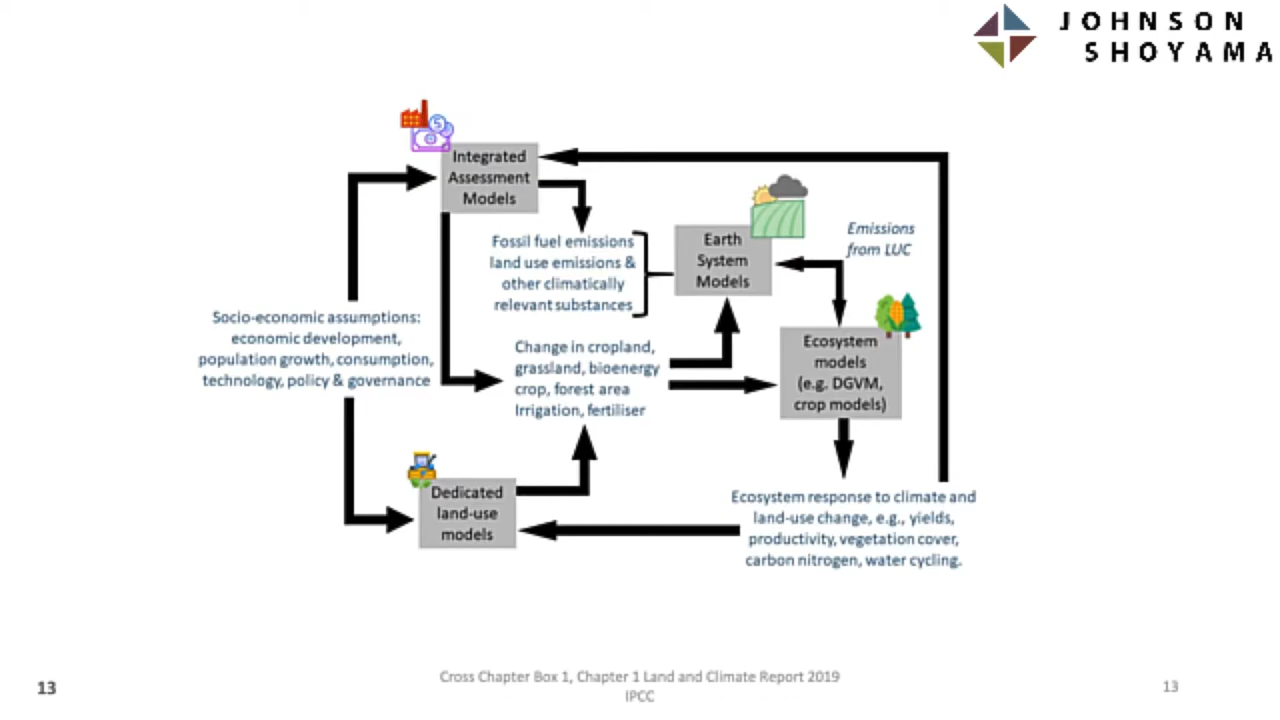 JOHNSON
SHOYAMA
Integrated
Assessment
Models
Fossil fuel emissions
land use emissions &
other climatically
relevant substances
Earth
System
Models
Emissions
from LUC
Socio-economic assumptions:
economic development,
population growth, consumption,
technology, policy & governance
Change in cropland,
grassland, bioenergy
crop, forest area
Irrigation, fertiliser
Ecosystem
models
(e.g. DGVM,
crop models)
Dedicated
land-use
models
Ecosystem response to climate and
land-use change, e.g., yields,
productivity, vegetation cover,
carbon nitrogen, water cycling.
13
Cross Chapter Box 1, Chapter 1 Land and Climate Report 2019
IPCC
13